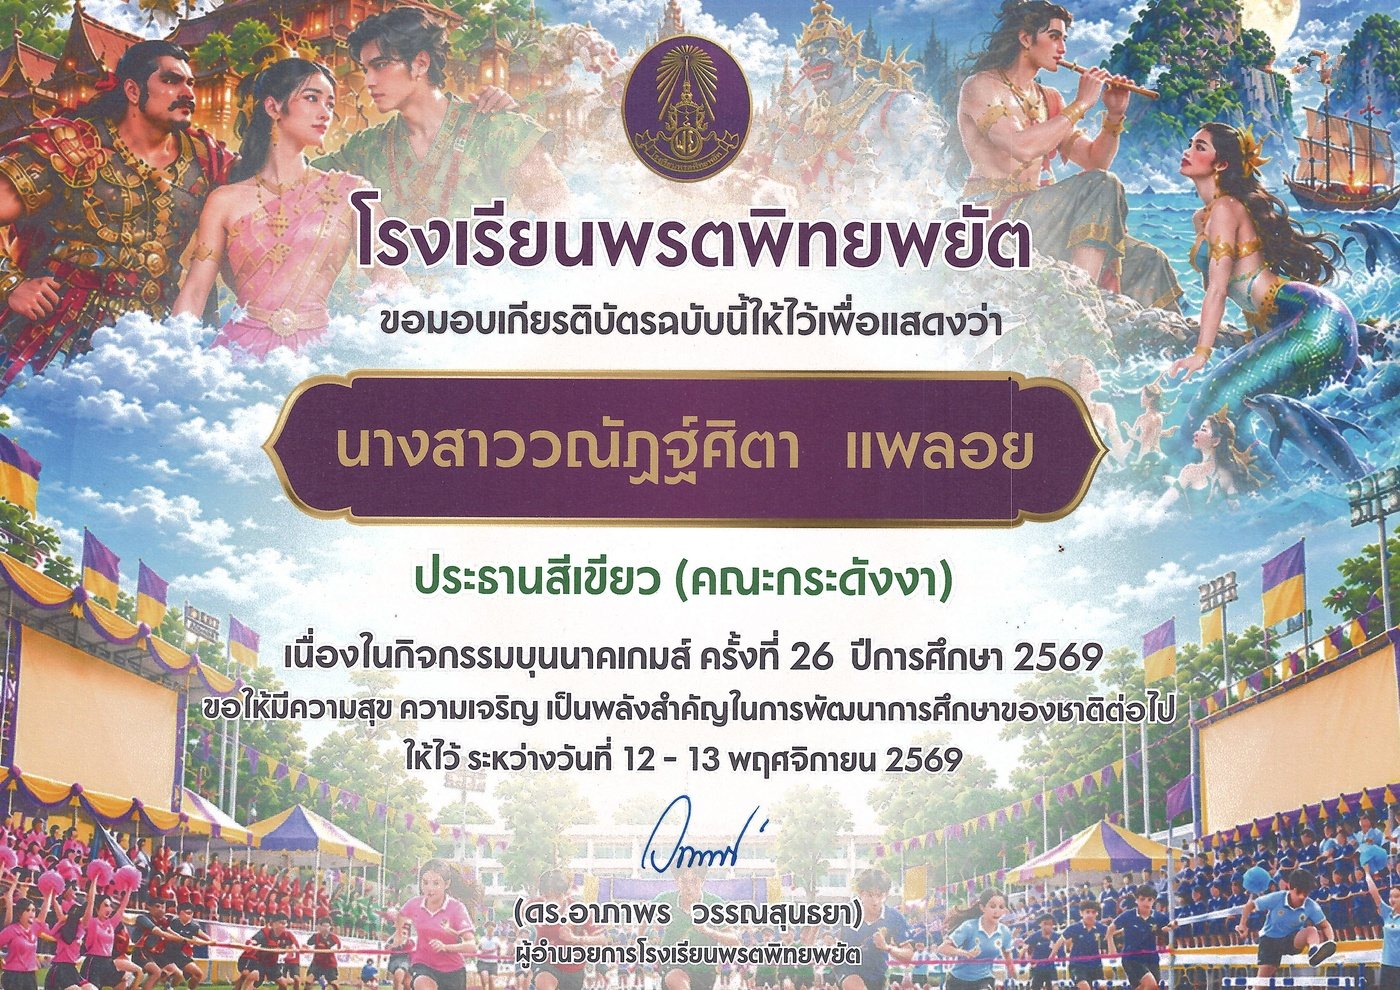 โรงเรียนพรตพิทยพยัต
ขอมอบเกียรติบัตรฉบับนี้ให้ไว้เพื่อแสดงว่า
นางสาววณัฏฐ์ศิตา แพลอย
ประธานสีเขียว (คณะกระดังงา)
เนื่องในกิจกรรมบุนนาคเกมส์ ครั้งที่ 26 ปีการศึกษา 2569
ขอให้มีความสุข ความเจริญ เป็นพลังสำคัญในการพัฒนาการศึกษาของชาติต่อไป
ให้ไว้ ระหว่างวันที่ 12 - 13 พฤศจิกายน 2569
(ดร.อาภาพร วรรณสุนธยา)
ผู้อำนวยการโรงเรียนพรตพิทยพยัต